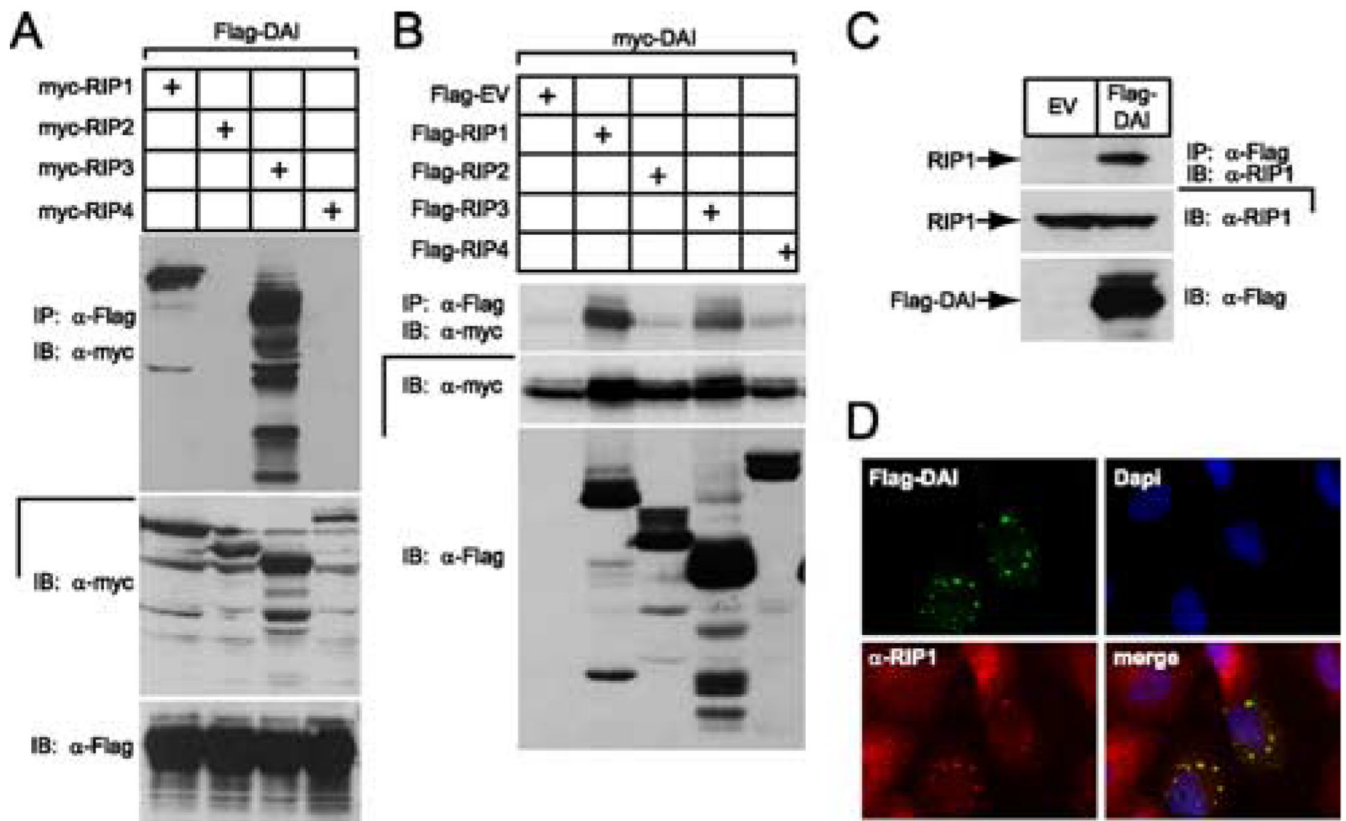 A
Flag-DAI
myc-RIP1 +
myc-RIP2 +
myc-RIP3 +
myc-RIP4 +
IP: α-Flag
IB: α-myc
IB: α-myc
IB: α-Flag
B
myc-DAI
Flag-EV +
Flag-RIP1 +
Flag-RIP2 +
Flag-RIP3 +
Flag-RIP4 +
IP: α-Flag
IB: α-myc
IB: α-myc
IB: α-Flag
C
EV Flag-
DAI
RIP1 IP: α-Flag
IB: α-RIP1
RIP1 IB: α-RIP1
Flag-DAI IB: α-Flag
D
Flag-DAI Dapi
α-RIP1 merge